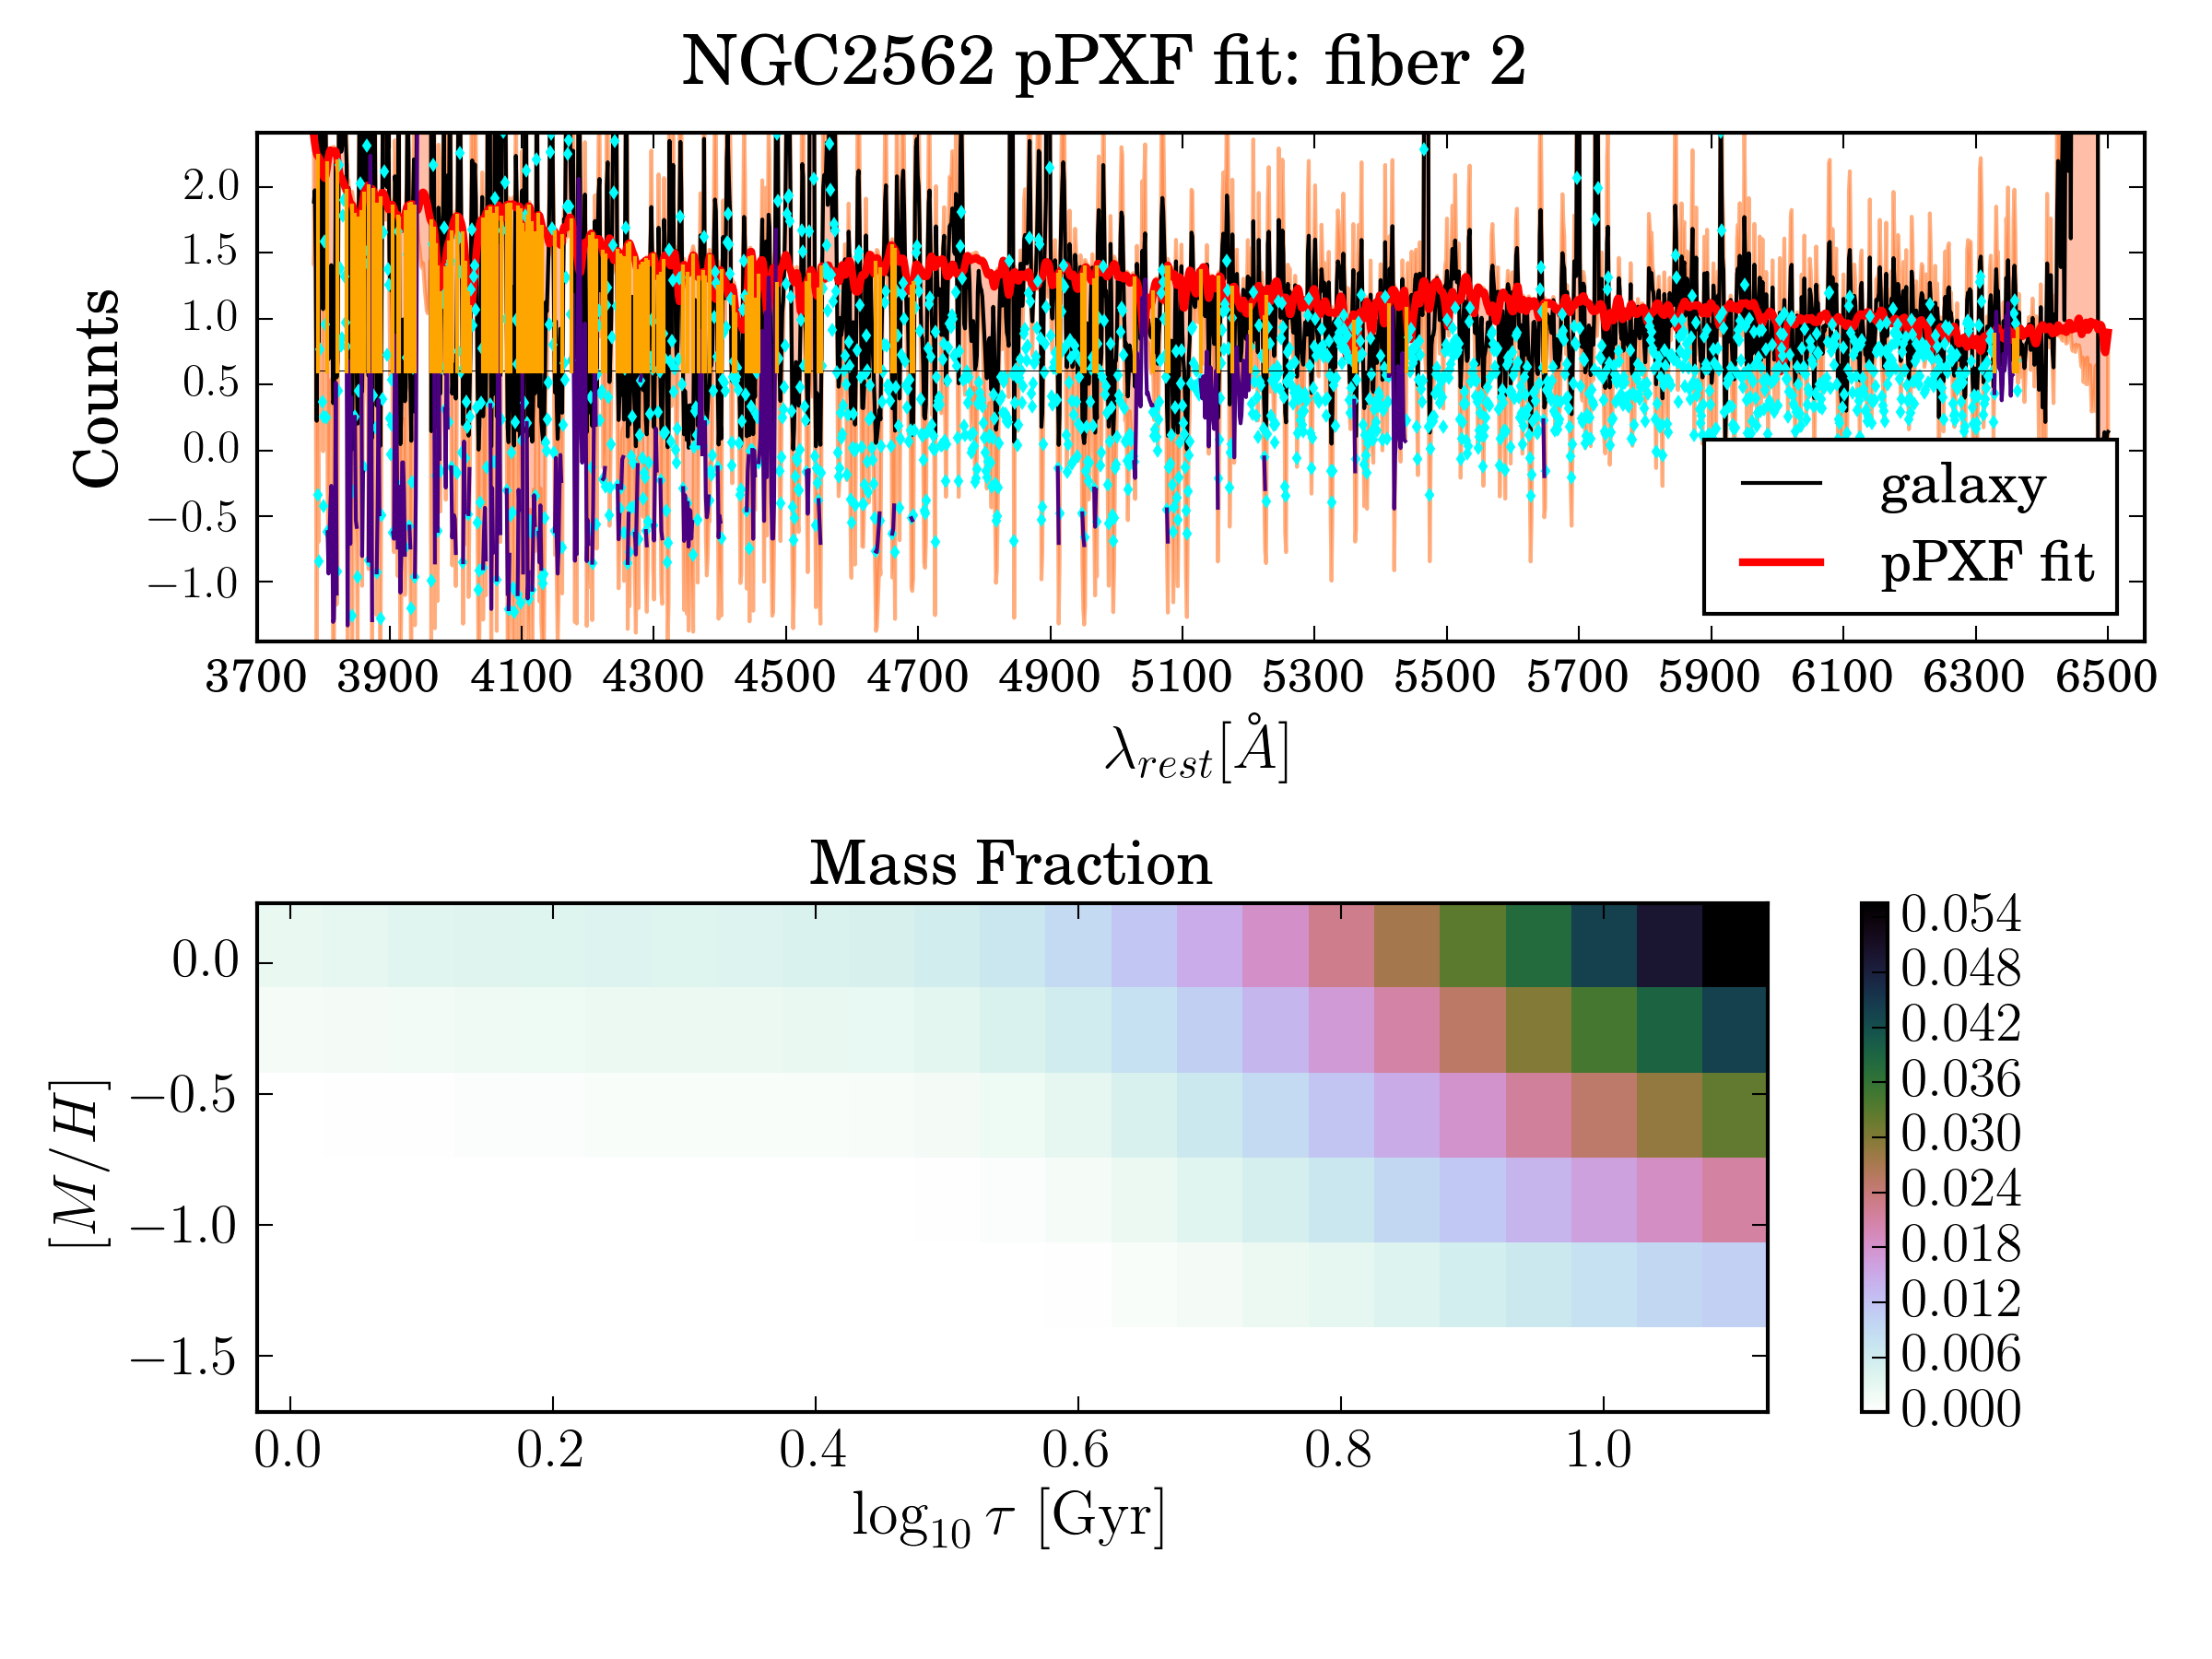 NGC2562 pPXF fit: fiber 2
Counts
2.0
1.5
1.0
0.5
0.0
−0.5
−1.0
galaxy
pPXF fit
3700 3900 4100 4300 4500 4700 4900 5100 5300 5500 5700 5900 6100 6300 6500
λrest[Å]
Mass Fraction
[M/H]
0.0
−0.5
−1.0
−1.5
0.0 0.2 0.4 0.6 0.8 1.0
log10 τ [Gyr]
0.054
0.048
0.042
0.036
0.030
0.024
0.018
0.012
0.006
0.000